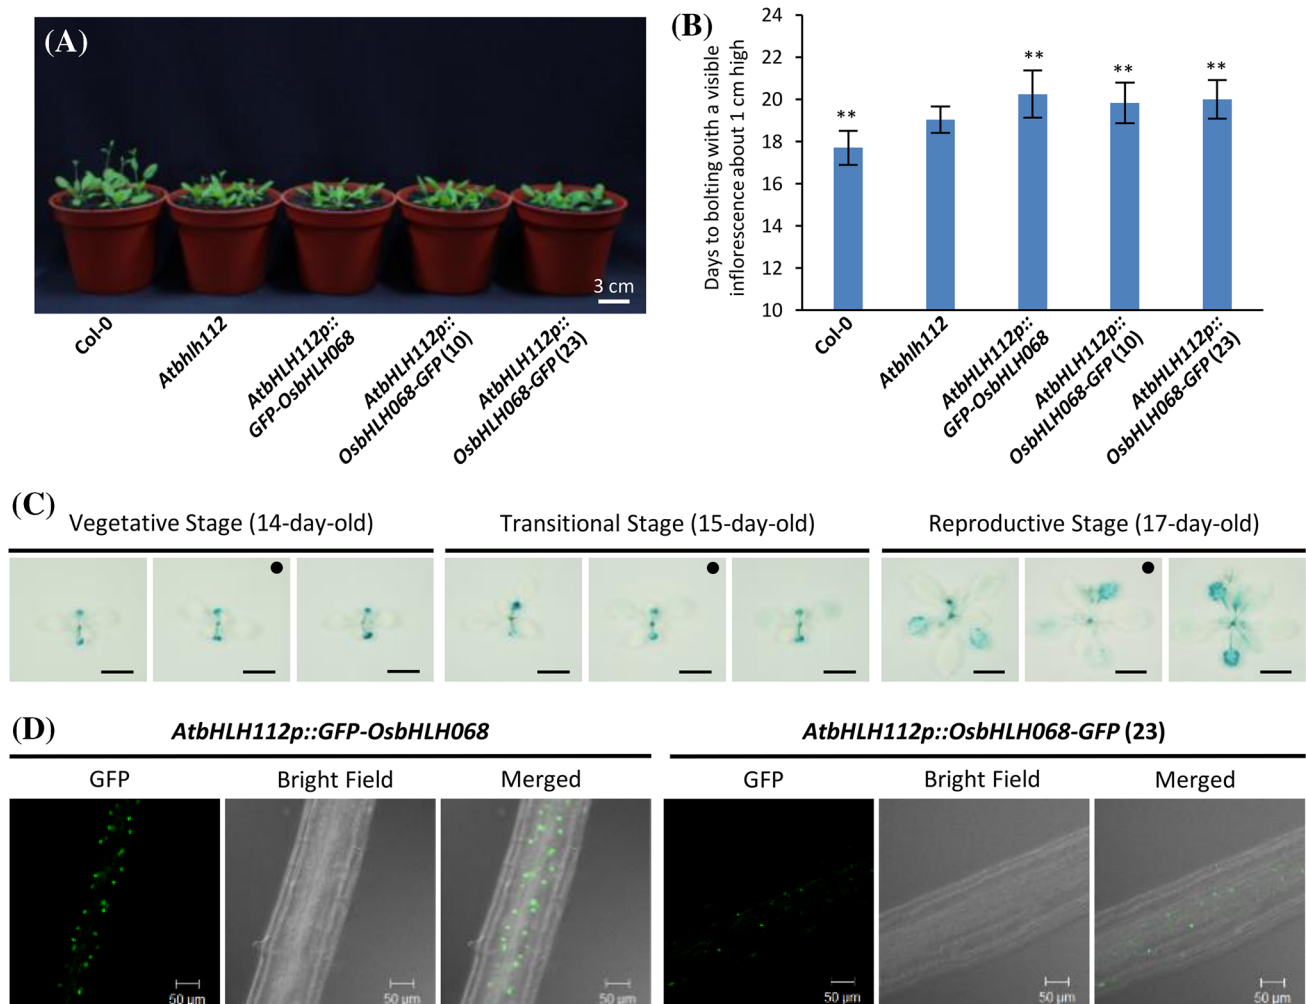 (A)
3 cm
Col-0
Atbhlh112
AtbHLH112p::
GFP-OsbHLH068
AtbHLH112p::
OsbHLH068-GFP (10)
AtbHLH112p::
OsbHLH068-GFP (23)
(B)
Days to bolting with a visible
inflorescence about 1 cm high
24
22
20
18
16
14
12
10
**
**
**
**
Col-0
Atbhlh112
AtbHLH112p::
GFP-OsbHLH068
AtbHLH112p::
OsbHLH068-GFP (10)
AtbHLH112p::
OsbHLH068-GFP (23)
(C)
Vegetative Stage (14-day-old)
Transitional Stage (15-day-old)
Reproductive Stage (17-day-old)
(D)
AtbHLH112p::GFP-OsbHLH068
AtbHLH112p::OsbHLH068-GFP (23)
GFP
Bright Field
Merged
GFP
Bright Field
Merged
50 µm
50 µm
50 µm
50 µm
50 µm
50 µm